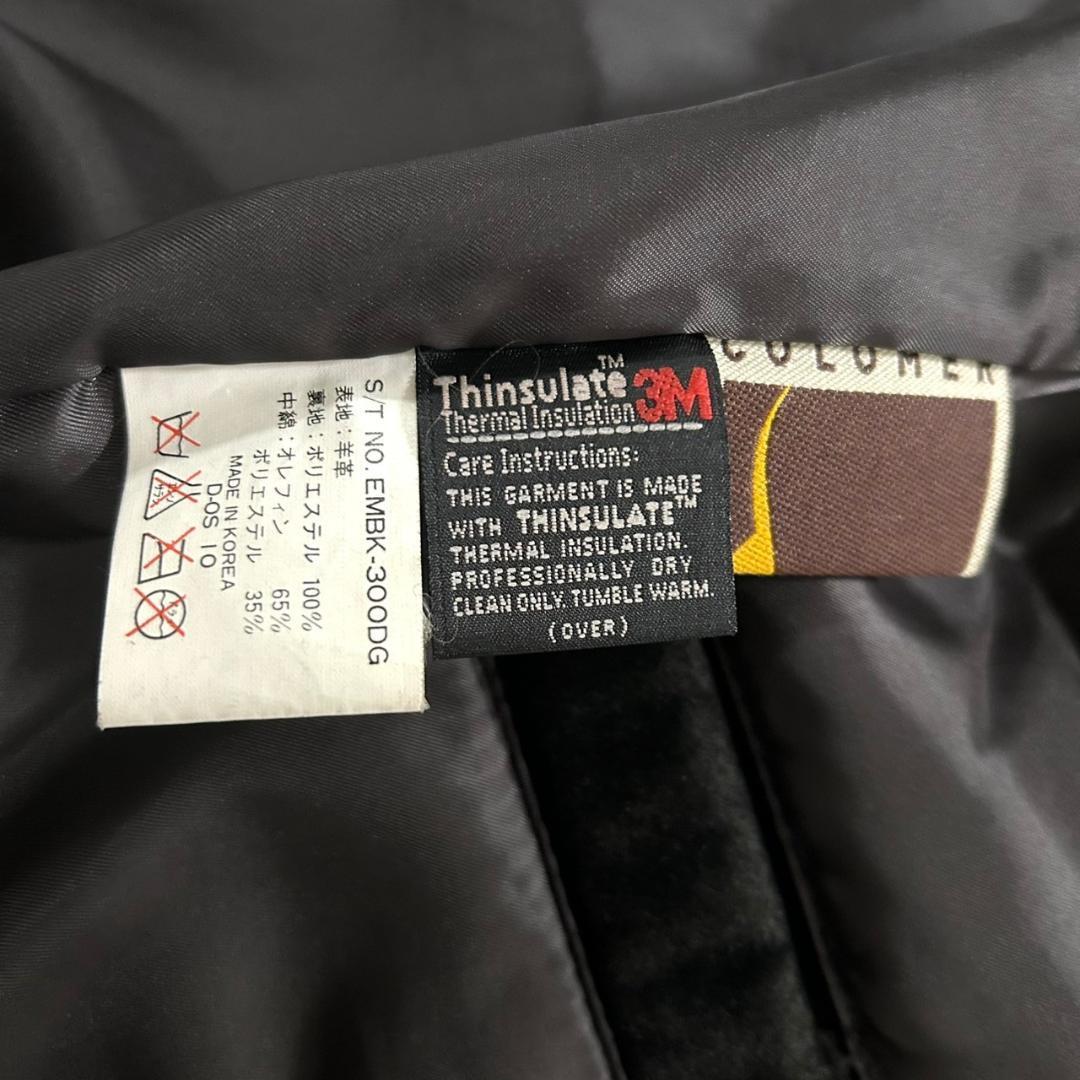 S/T NO. EMBK-300DG
表地：羊革
裏地：ポリエステル 100%
中綿：オレフィン 65%
ポリエステル 35%
MADE IN KOREA
D-OS 10
Thinsulate™
Thermal Insulation
3M
Care Instructions:
THIS GARMENT IS MADE
WITH THINSULATE™
THERMAL INSULATION.
PROFESSIONALLY DRY
CLEAN ONLY. TUMBLE WARM.
(OVER)
COLOMER